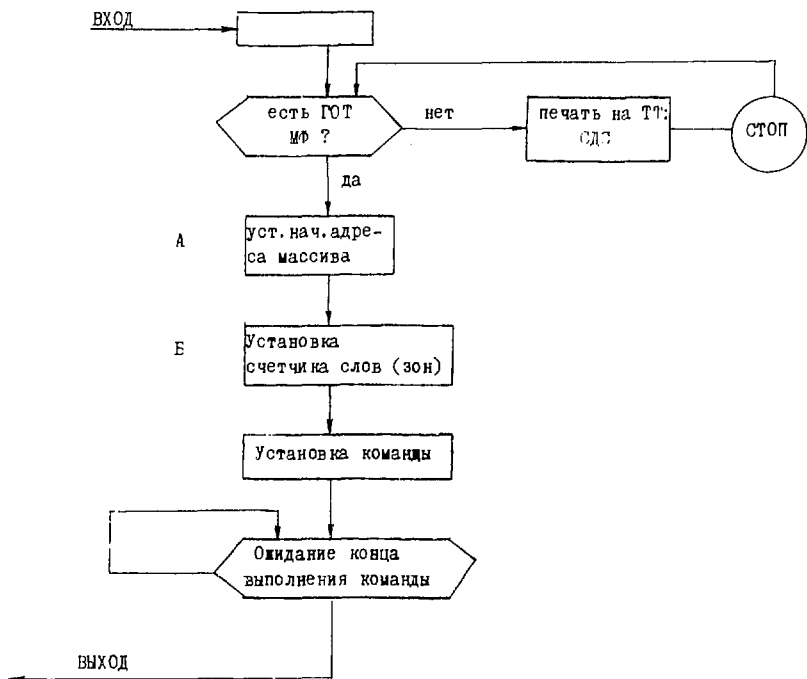 ВХОД
есть ГОТ
МФ ?
нет
печать на ТТ:
СТОП
да
А
уст.нач.адре-
са массива
Б
Установка
счетчика слов (зон)
Установка команды
Ожидание конца
выполнения команды
ВЫХОД